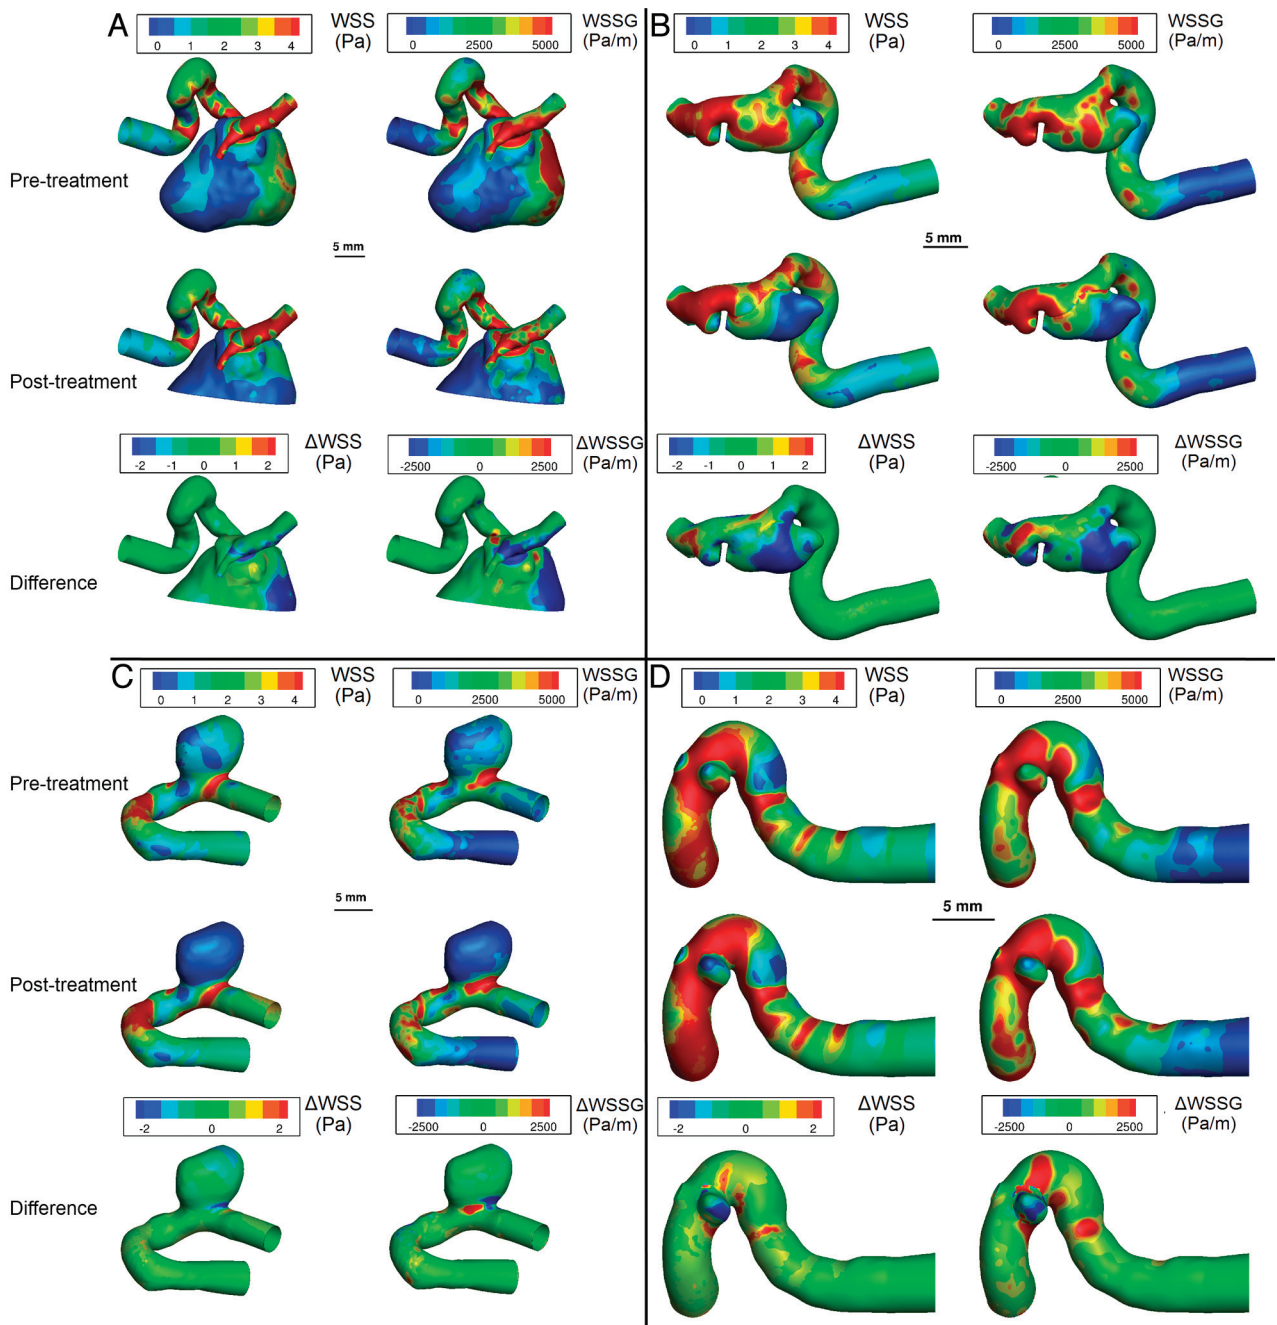 A
WSS
(Pa)
0 1 2 3 4
WSSG
(Pa/m)
0 2500 5000
Pre-treatment
5 mm
Post-treatment
ΔWSS
(Pa)
-2 -1 0 1 2
ΔWSSG
(Pa/m)
-2500 0 2500
Difference
B
WSS
(Pa)
0 1 2 3 4
WSSG
(Pa/m)
0 2500 5000
5 mm
ΔWSS
(Pa)
-2 -1 0 1 2
ΔWSSG
(Pa/m)
-2500 0 2500
C
WSS
(Pa)
0 1 2 3 4
WSSG
(Pa/m)
0 2500 5000
Pre-treatment
5 mm
Post-treatment
ΔWSS
(Pa)
-2 0 2
ΔWSSG
(Pa/m)
-2500 0 2500
Difference
D
WSS
(Pa)
0 1 2 3 4
WSSG
(Pa/m)
0 2500 5000
5 mm
ΔWSS
(Pa)
-2 0 2
ΔWSSG
(Pa/m)
-2500 0 2500